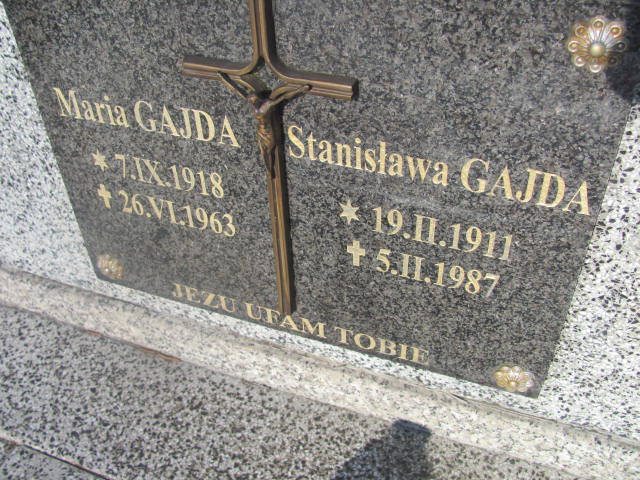 Maria GAJDA
* 7.IX.1918
✝ 26.VI.1963
Stanisława GAJDA
* 19.II.1911
✝ 5.II.1987
JEZU UFAM TOBIE